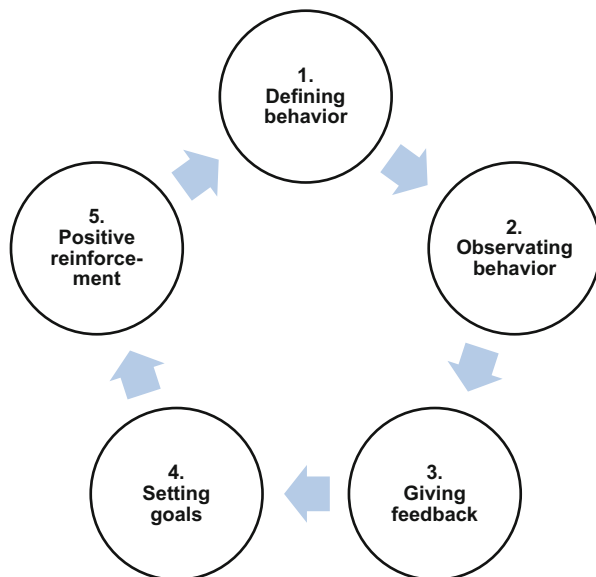 1.
Defining
behavior
2.
Observating
behavior
3.
Giving
feedback
4.
Setting
goals
5.
Positive
reinforce-
ment